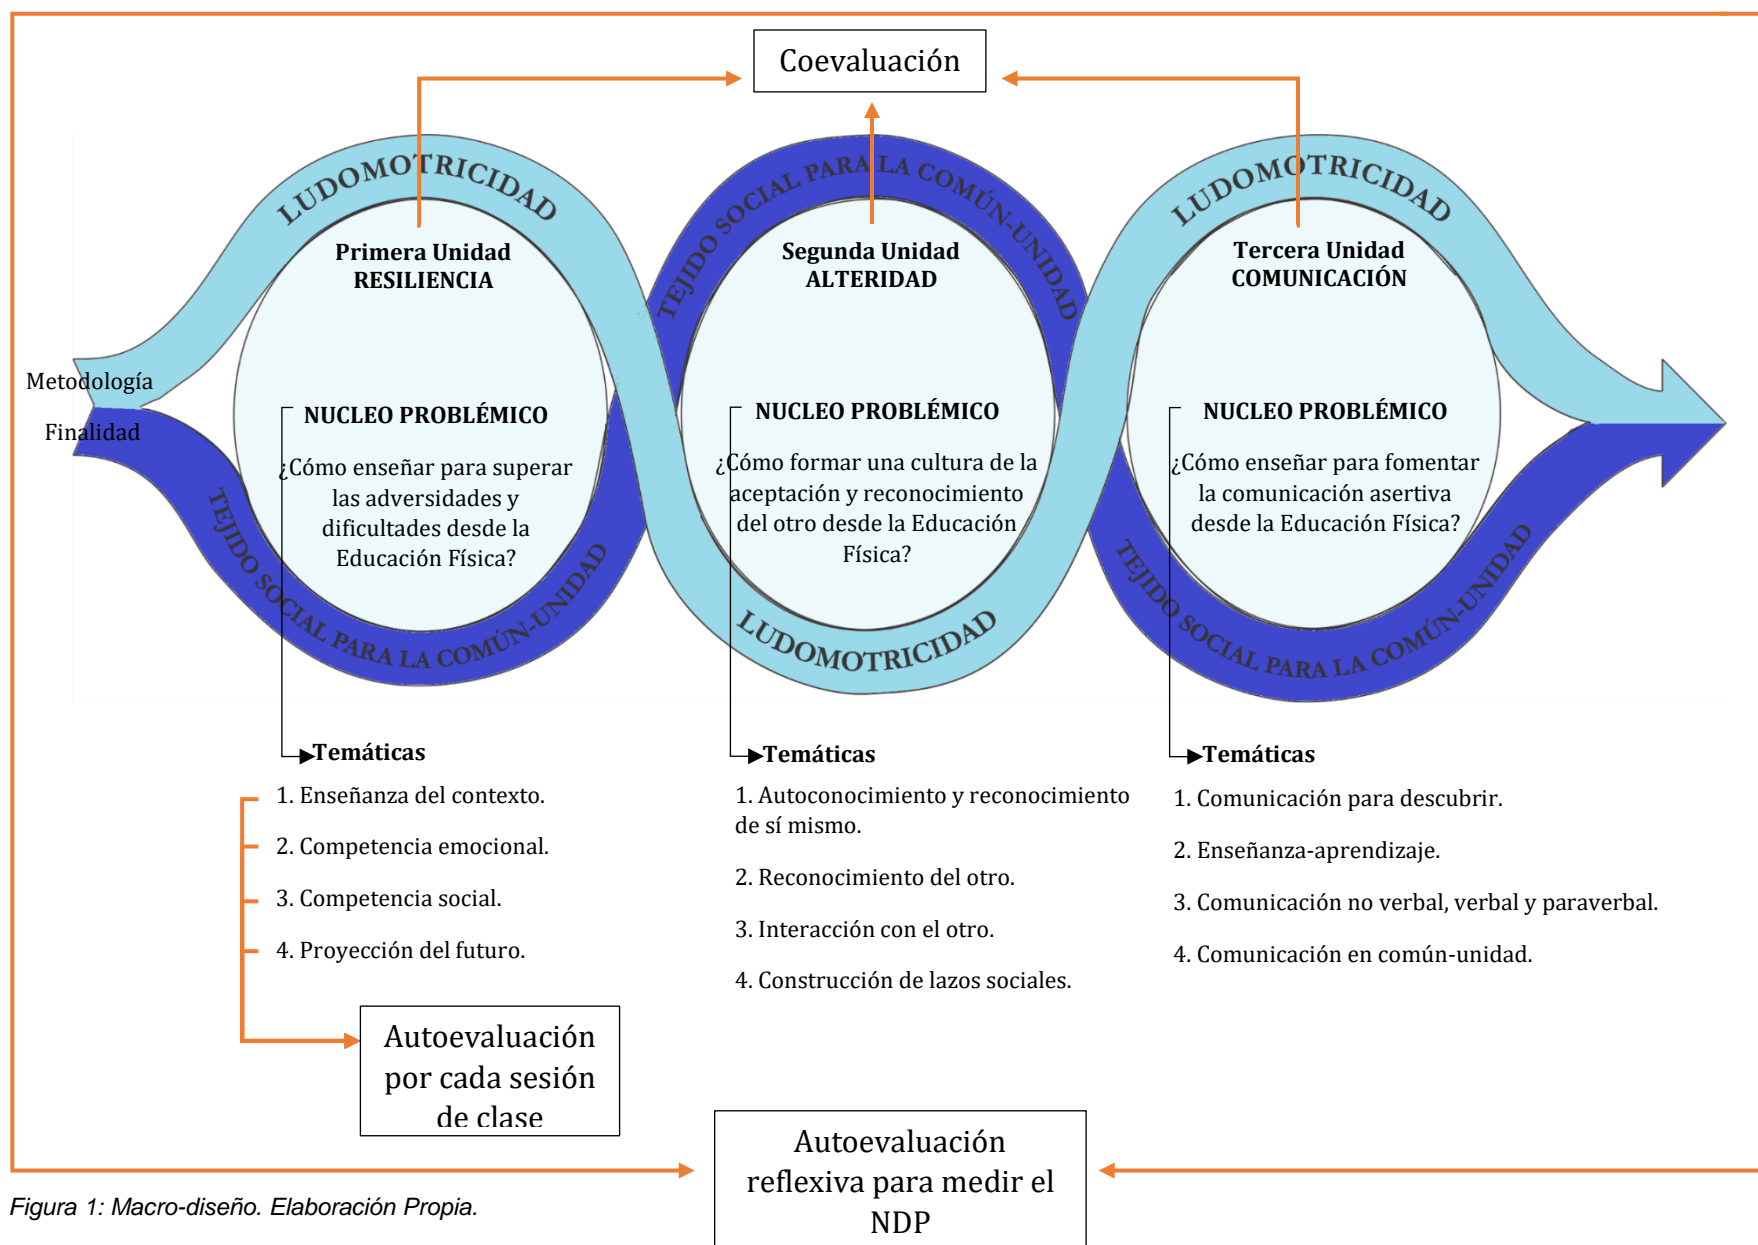 Coevaluación
LUDOMOTRICIDAD
TEJIDO SOCIAL PARA LA COMÚN-UNIDAD
LUDOMOTRICIDAD
Primera Unidad
RESILIENCIA
Segunda Unidad
ALTERIDAD
Tercera Unidad
COMUNICACIÓN
Metodología
Finalidad
NUCLEO PROBLÉMICO
¿Cómo enseñar para superar
las adversidades y
dificultades desde la
Educación Física?
NUCLEO PROBLÉMICO
¿Cómo formar una cultura de la
aceptación y reconocimiento
del otro desde la Educación
Física?
NUCLEO PROBLÉMICO
¿Cómo enseñar para fomentar
la comunicación asertiva
desde la Educación Física?
TEJIDO SOCIAL PARA LA COMÚN-UNIDAD
LUDOMOTRICIDAD
TEJIDO SOCIAL PARA LA COMÚN-UNIDAD
Temáticas
1. Enseñanza del contexto.
2. Competencia emocional.
3. Competencia social.
4. Proyección del futuro.
Temáticas
1. Autoconocimiento y reconocimiento
de sí mismo.
2. Reconocimiento del otro.
3. Interacción con el otro.
4. Construcción de lazos sociales.
Temáticas
1. Comunicación para descubrir.
2. Enseñanza-aprendizaje.
3. Comunicación no verbal, verbal y paraverbal.
4. Comunicación en común-unidad.
Autoevaluación
por cada sesión
de clase
Autoevaluación
reflexiva para medir el
NDP
Figura 1: Macro-diseño. Elaboración Propia.